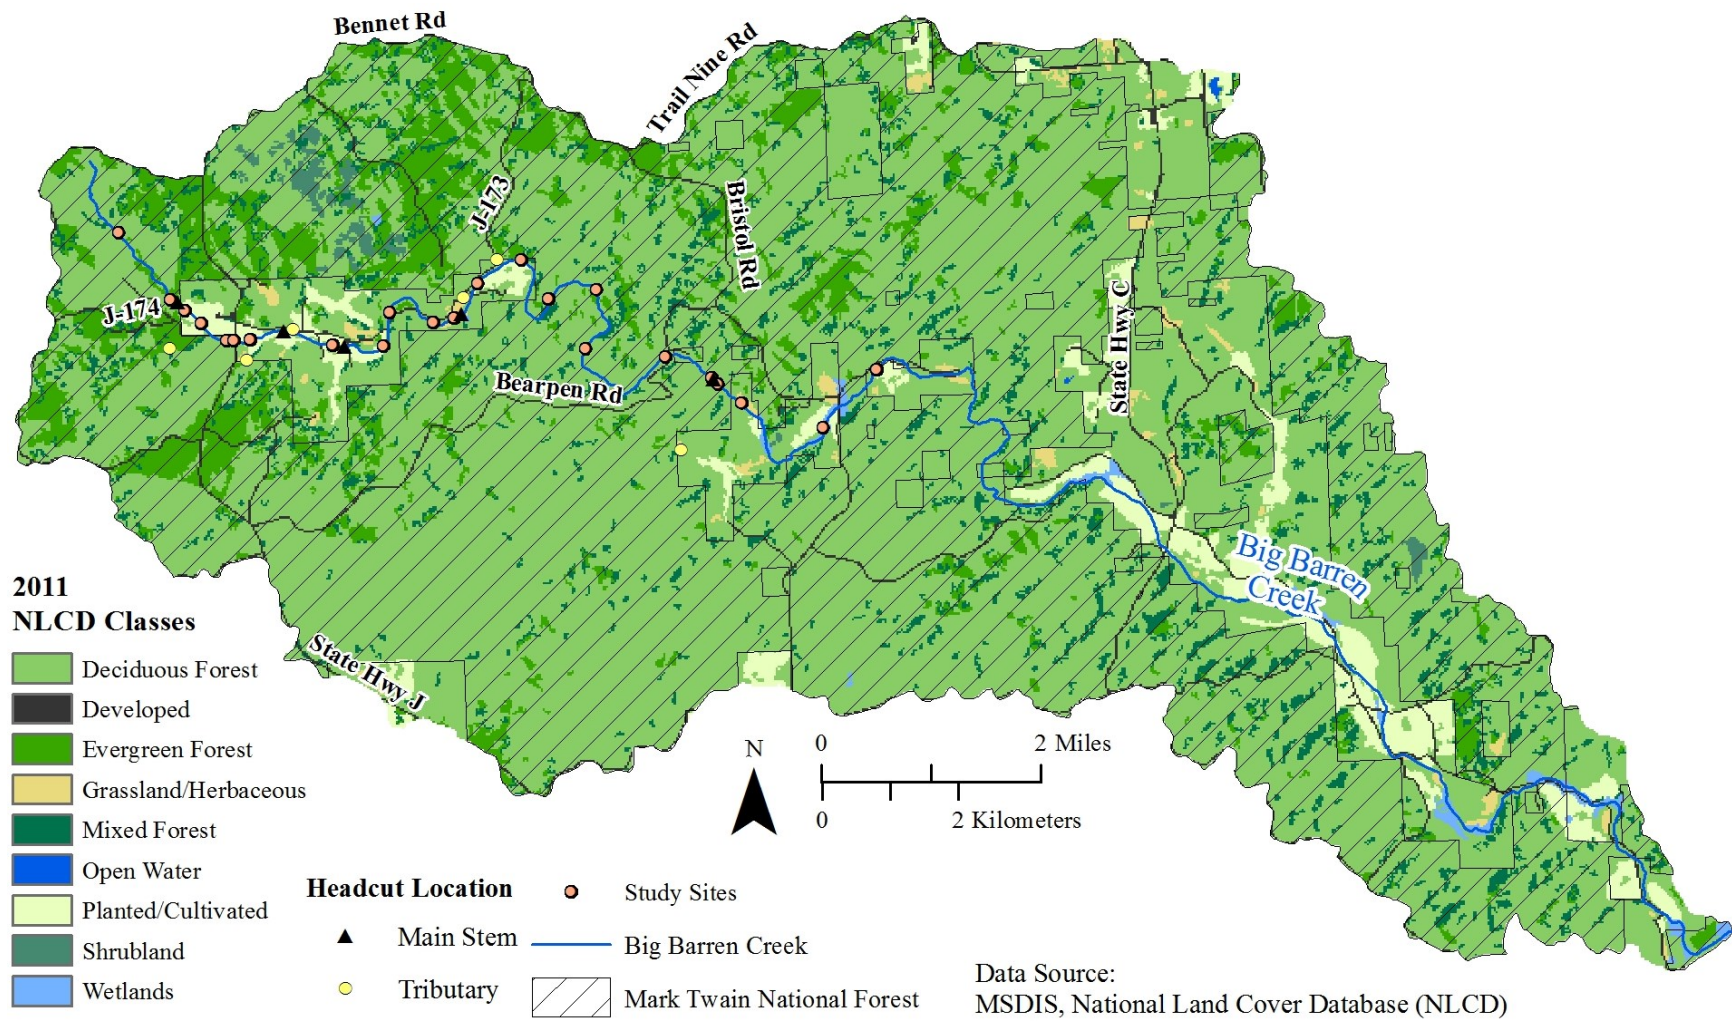 Bennet Rd
Trail Nine Rd
J-173
Bristol Rd
J-174
State Hwy C
Bearpen Rd
Big Barren
Creek
State Hwy J
2011
NLCD Classes
Deciduous Forest
Developed
Evergreen Forest
Grassland/Herbaceous
Mixed Forest
Open Water
Planted/Cultivated
Shrubland
Wetlands
N
0 2 Miles
0 2 Kilometers
Headcut Location
Main Stem
Tributary
Study Sites
Big Barren Creek
Mark Twain National Forest
Data Source:
MSDIS, National Land Cover Database (NLCD)